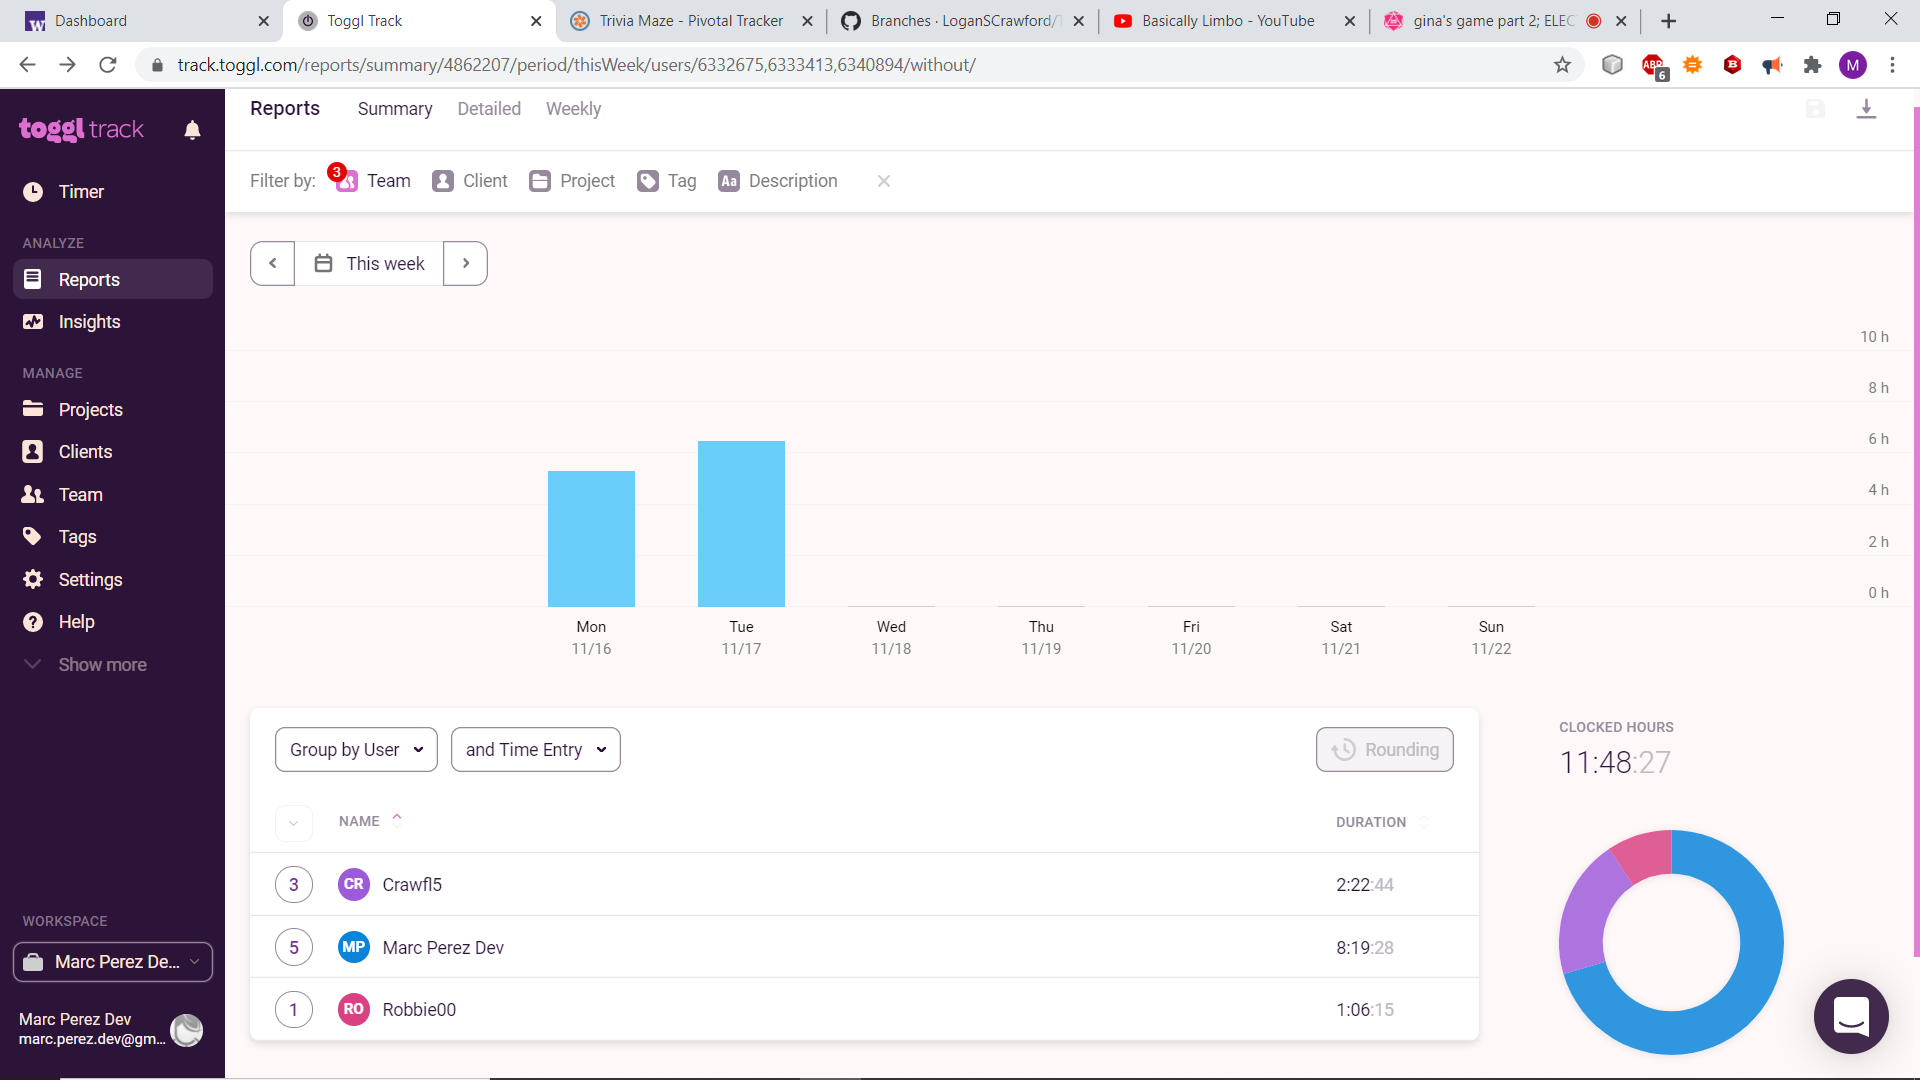 Dashboard
Toggl Track
Trivia Maze - Pivotal Tracker
Branches · LoganSCrawford/
Basically Limbo - YouTube
gina's game part 2; ELEC
track.toggl.com/reports/summary/4862207/period/thisWeek/users/6332675,6333413,6340894/without/
ABP
6
B
M
toggl track
Timer
ANALYZE
Reports
Insights
MANAGE
Projects
Clients
Team
Tags
Settings
Help
Show more
WORKSPACE
Marc Perez De...
Marc Perez Dev
marc.perez.dev@gm...
Reports Summary Detailed Weekly
Filter by: 3 Team Client Project Tag Aa Description
This week
10 h
8 h
6 h
4 h
2 h
0 h
Mon Tue Wed Thu Fri Sat Sun
11/16 11/17 11/18 11/19 11/20 11/21 11/22
Group by User and Time Entry Rounding
NAME DURATION
3 CR Crawfl5 2:22:44
5 MP Marc Perez Dev 8:19:28
1 RO Robbie00 1:06:15
CLOCKED HOURS
11:48:27